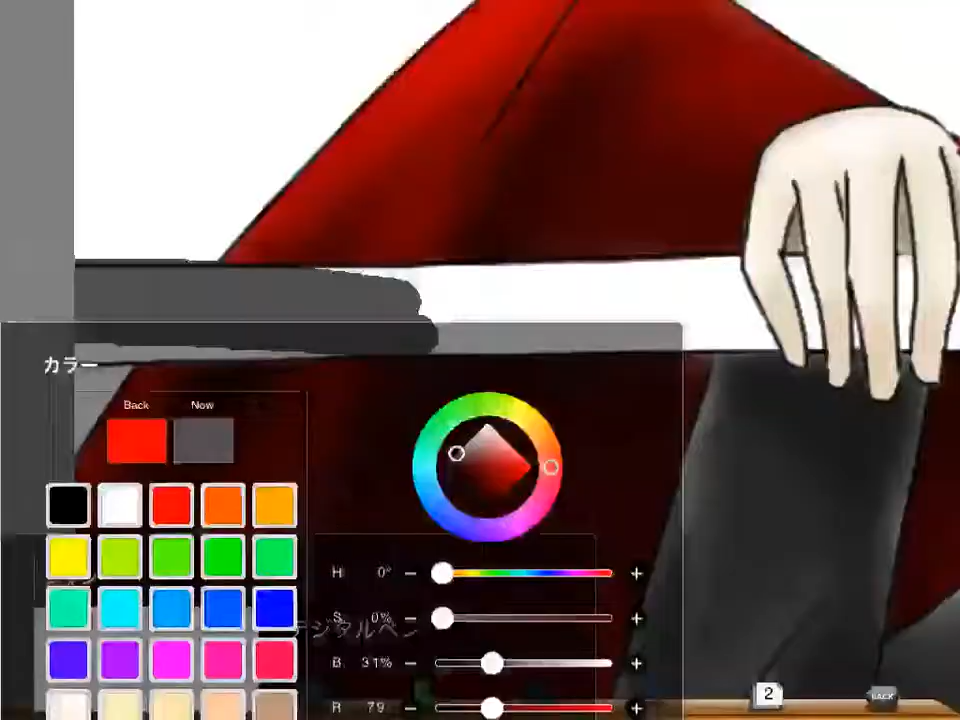 カラー
Back Now
H 0° − +
S 0% − +
デジタルペン
B 31% − +
R 79 − +
2
BACK